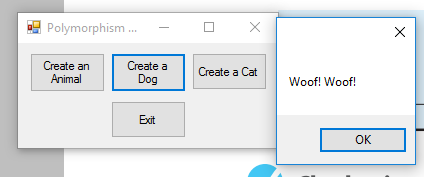 Polymorphism ...
Create an
Animal
Create a
Dog
Create a Cat
Exit
Woof! Woof!
OK